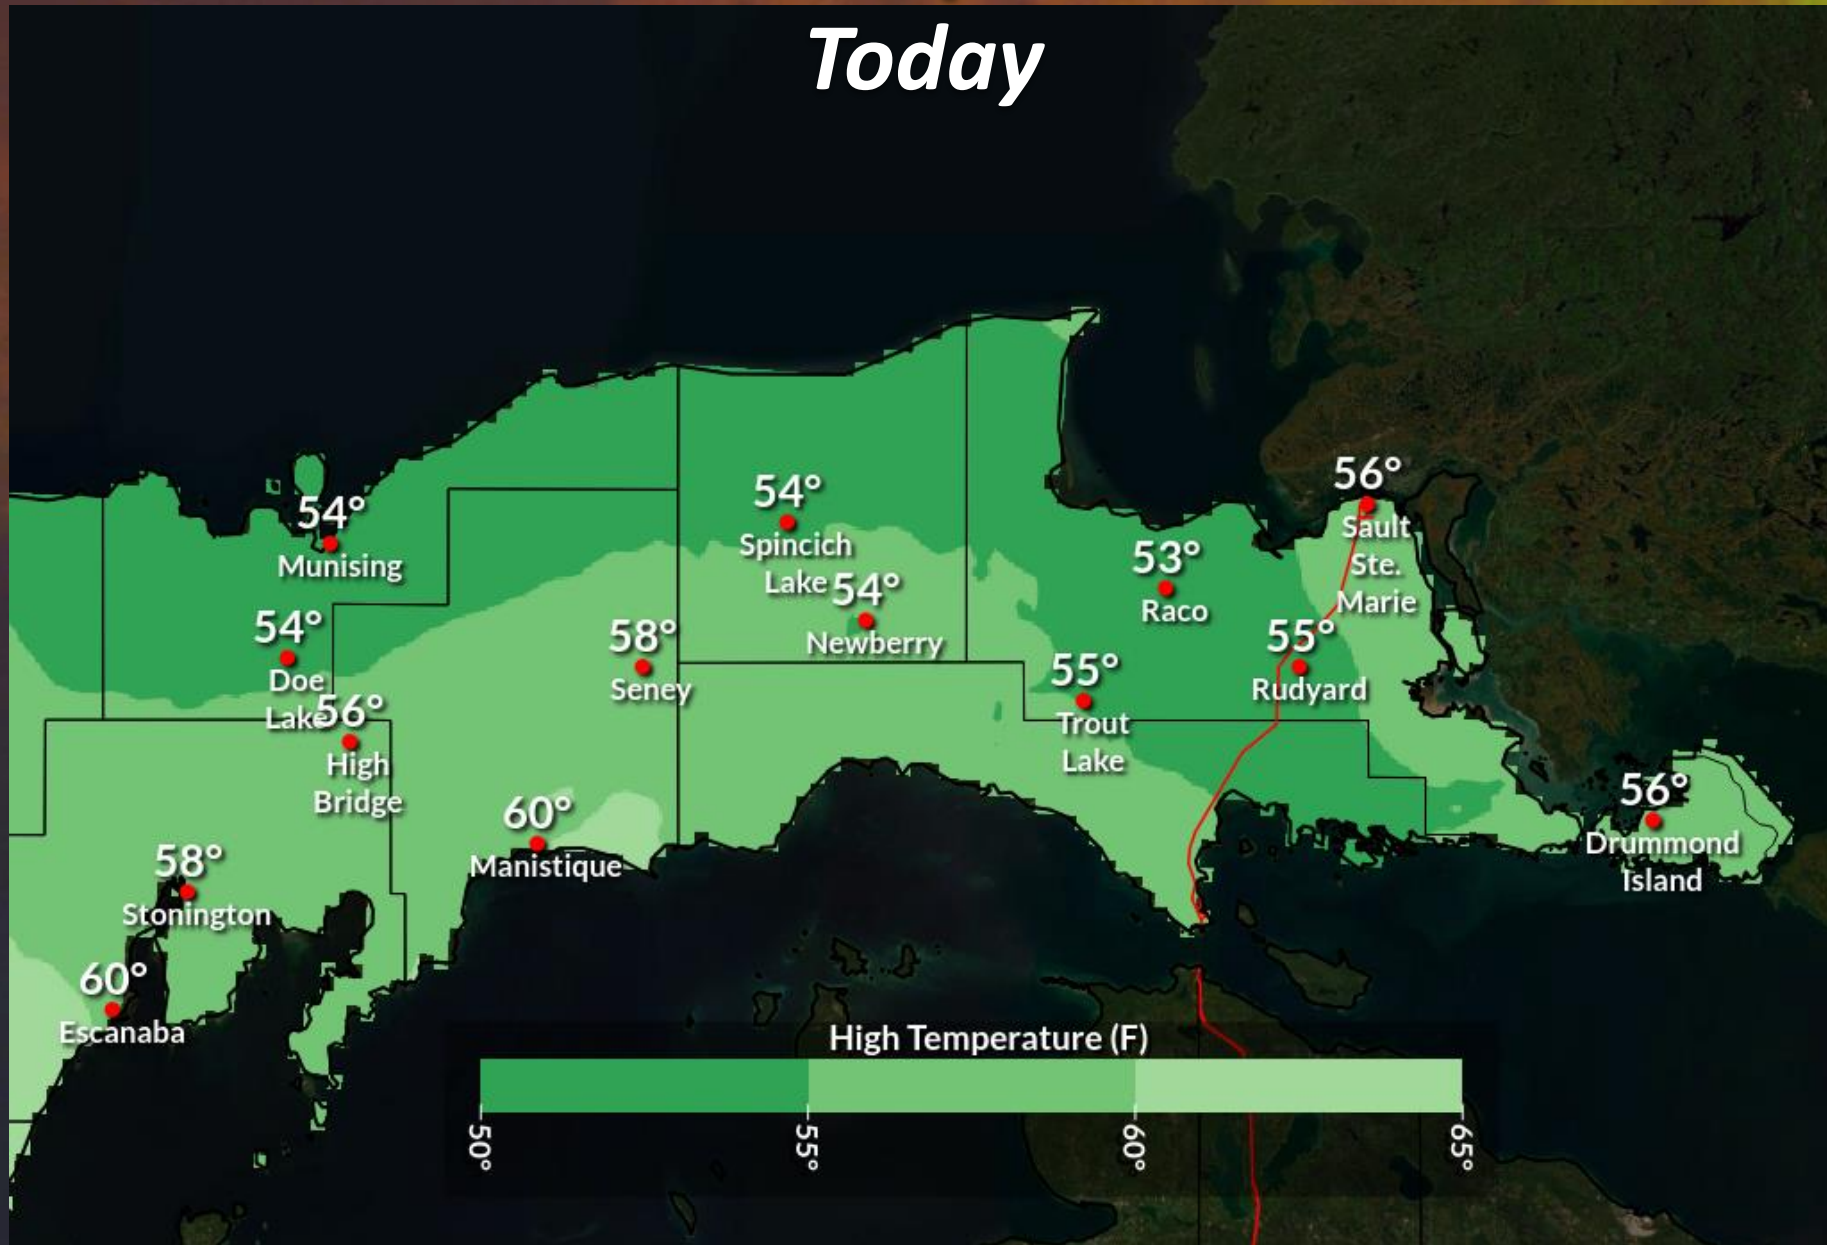 Today
56°
Sault
Ste.
Marie
54°
Spincich
Lake
54°
Munising
53°
Raco
54°
Newberry
54°
Doe
Lake
58°
Seney
55°
Rudyard
55°
Trout
Lake
56°
High
Bridge
60°
Manistique
56°
Drummond
Island
58°
Stonington
60°
Escanaba
High Temperature (F)
50°
55°
60°
65°